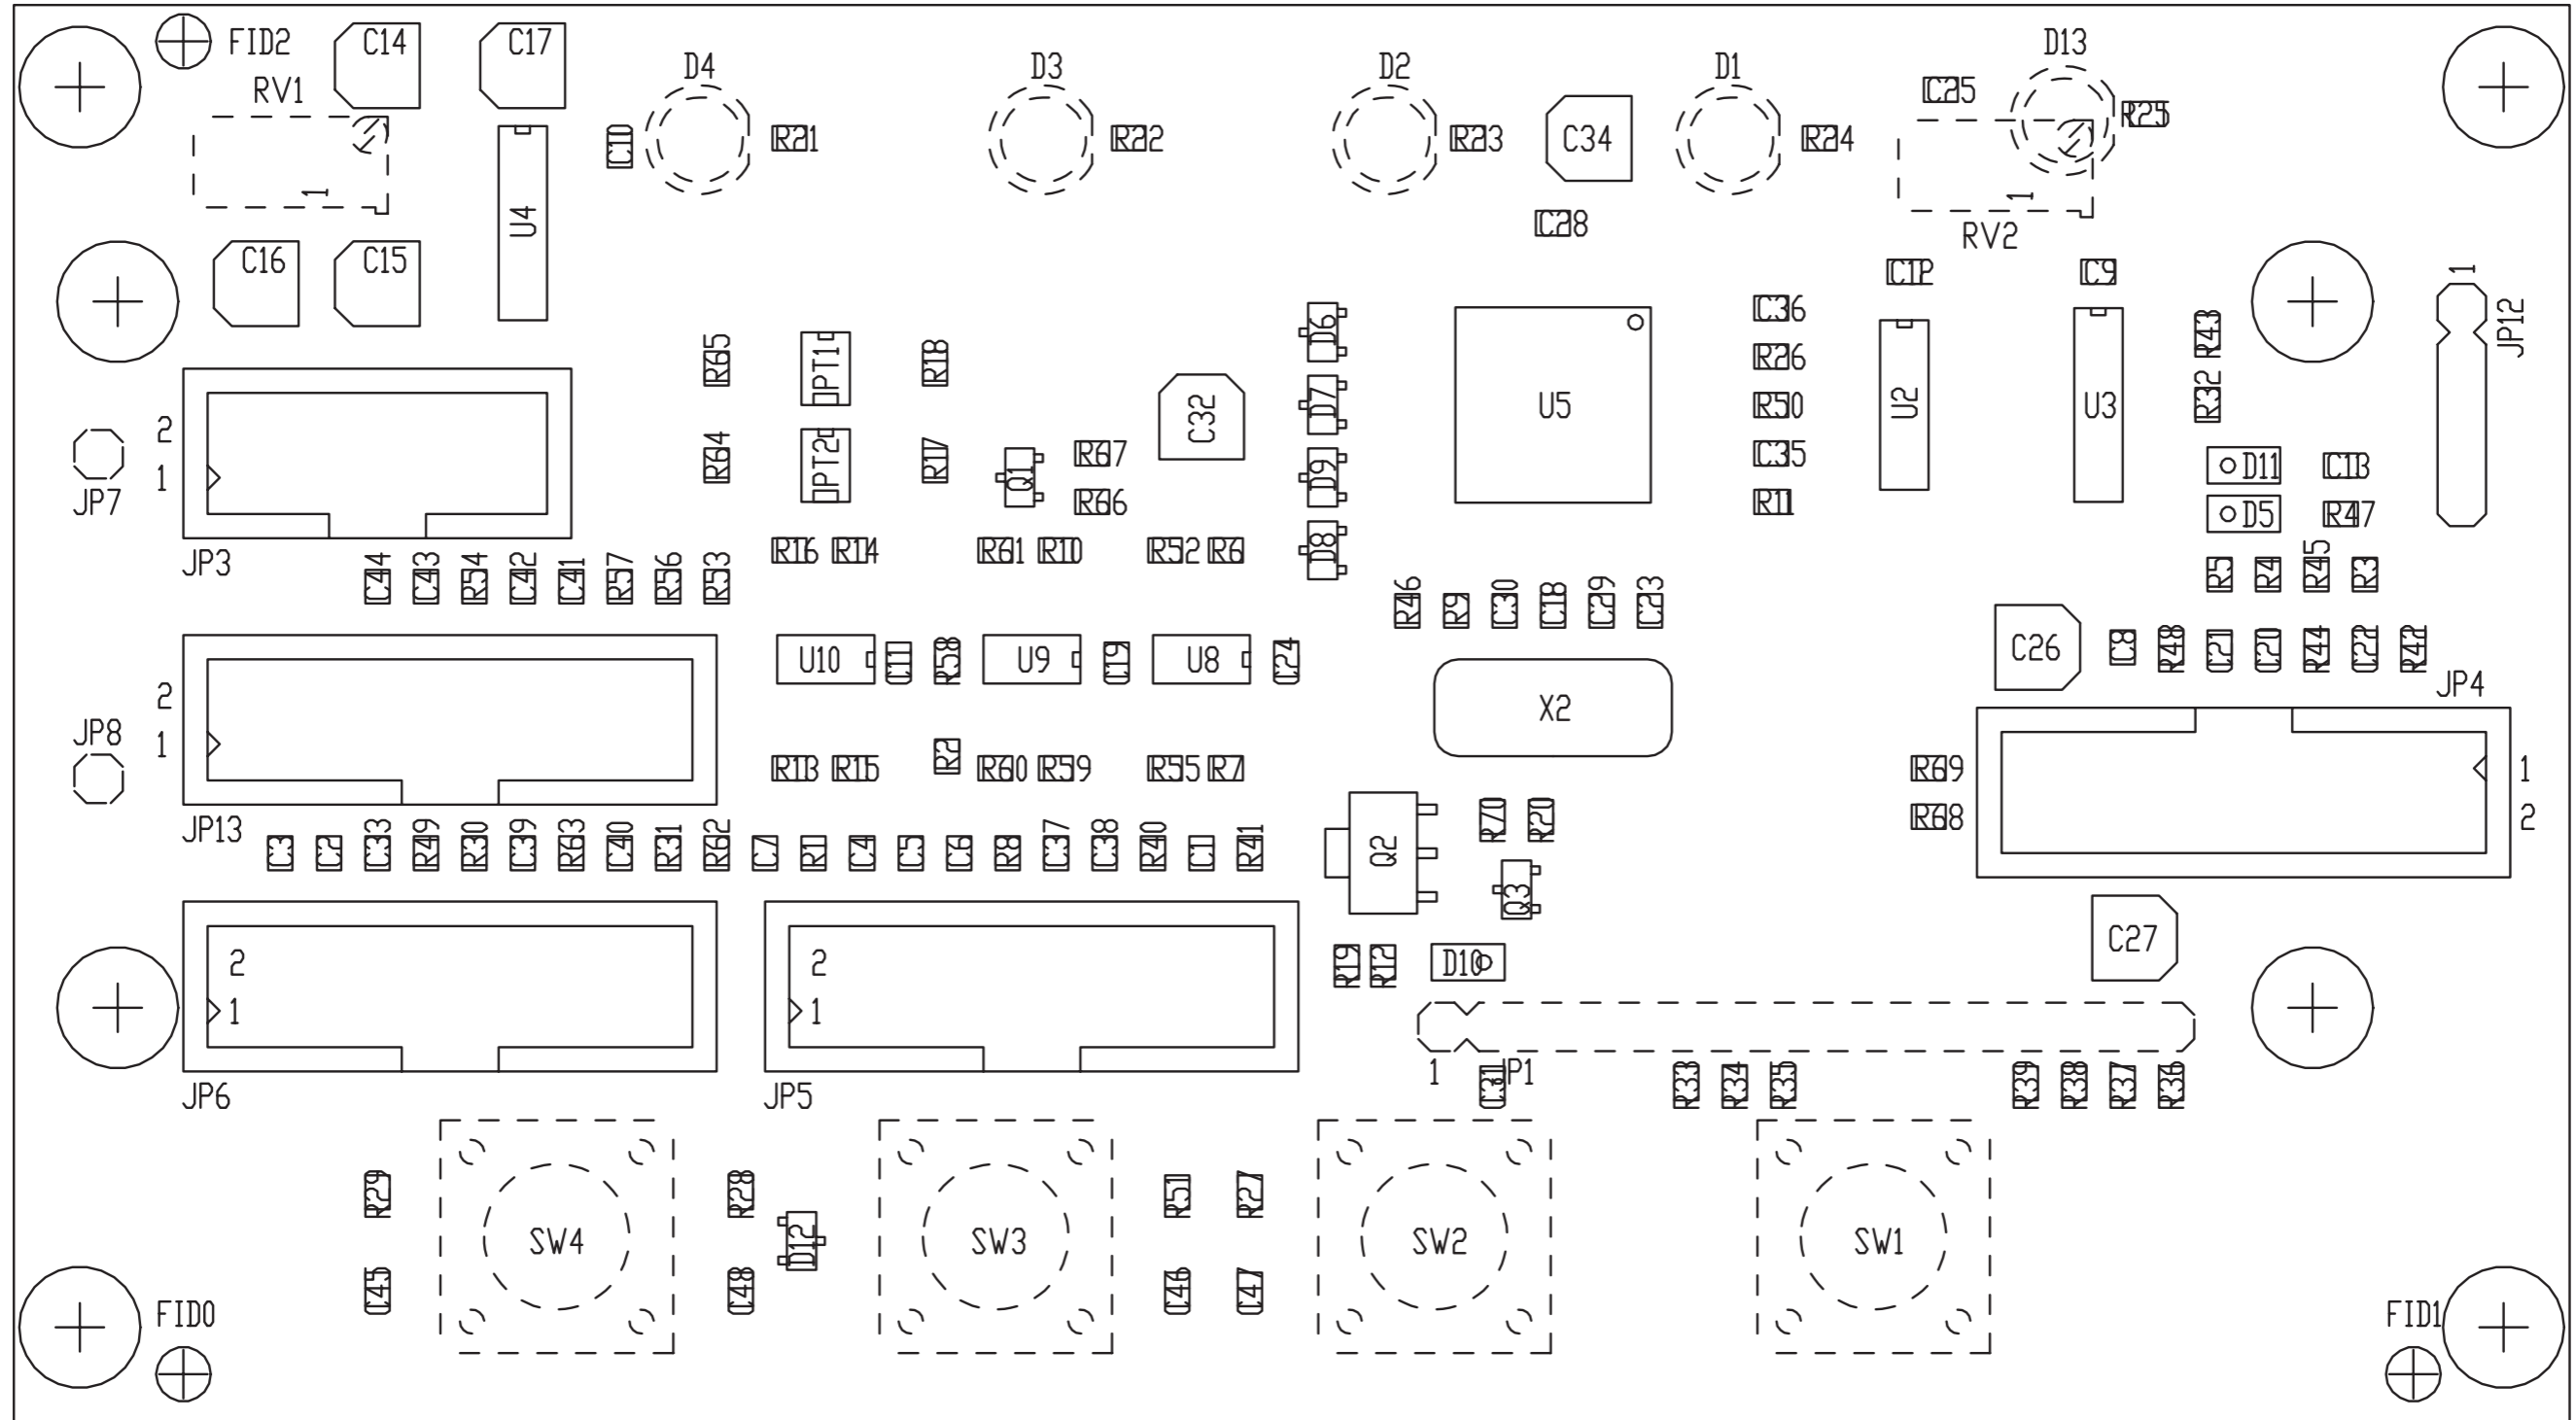 FID2 C14 C17 D13
RV1 D4 D3 D2 D1
C25 R25
C10 R21 R22 R23 C34 R24
1 1
U4 C28 RV2
C16 C15 C12 C9 1
C36 R43 JP12
D6
R65 OPT1 R18 R26
C32 D7 U5 R50 U2 U3 R32
2
R64 OPT2 R17 Q1 R67 D9 C35 D11 C13
1
JP7 R66 R11 D5 R47
JP3 R16 R14 R61 R10 R52 R6 D8
C44 C43 R54 C42 C41 R57 R56 R53 R5 R4 R45 R3
R46 R9 C30 C18 C29 C23
U10 C11 R58 U9 C19 U8 C24 C26 C8 R48 C21 C20 R44 C22 R42
2 JP4
X2
JP8 1
R13 R15 R2 R60 R59 R55 R7 R69 1
JP13 R70 R20 R68 2
C3 C2 C33 R49 R30 C39 R63 C40 R31 R62 C7 R1 C4 C5 C6 R8 C37 C38 R40 C1 R41 Q2
Q3
C27
2 2 R19 R12 D10
1 1
JP6 JP5 1 C31 JP1 R33 R34 R35 R39 R38 R37 R36
R29 R28 R51 R27
SW4 D12 SW3 SW2 SW1
C45 C48 C46 C47
FID0 FID1